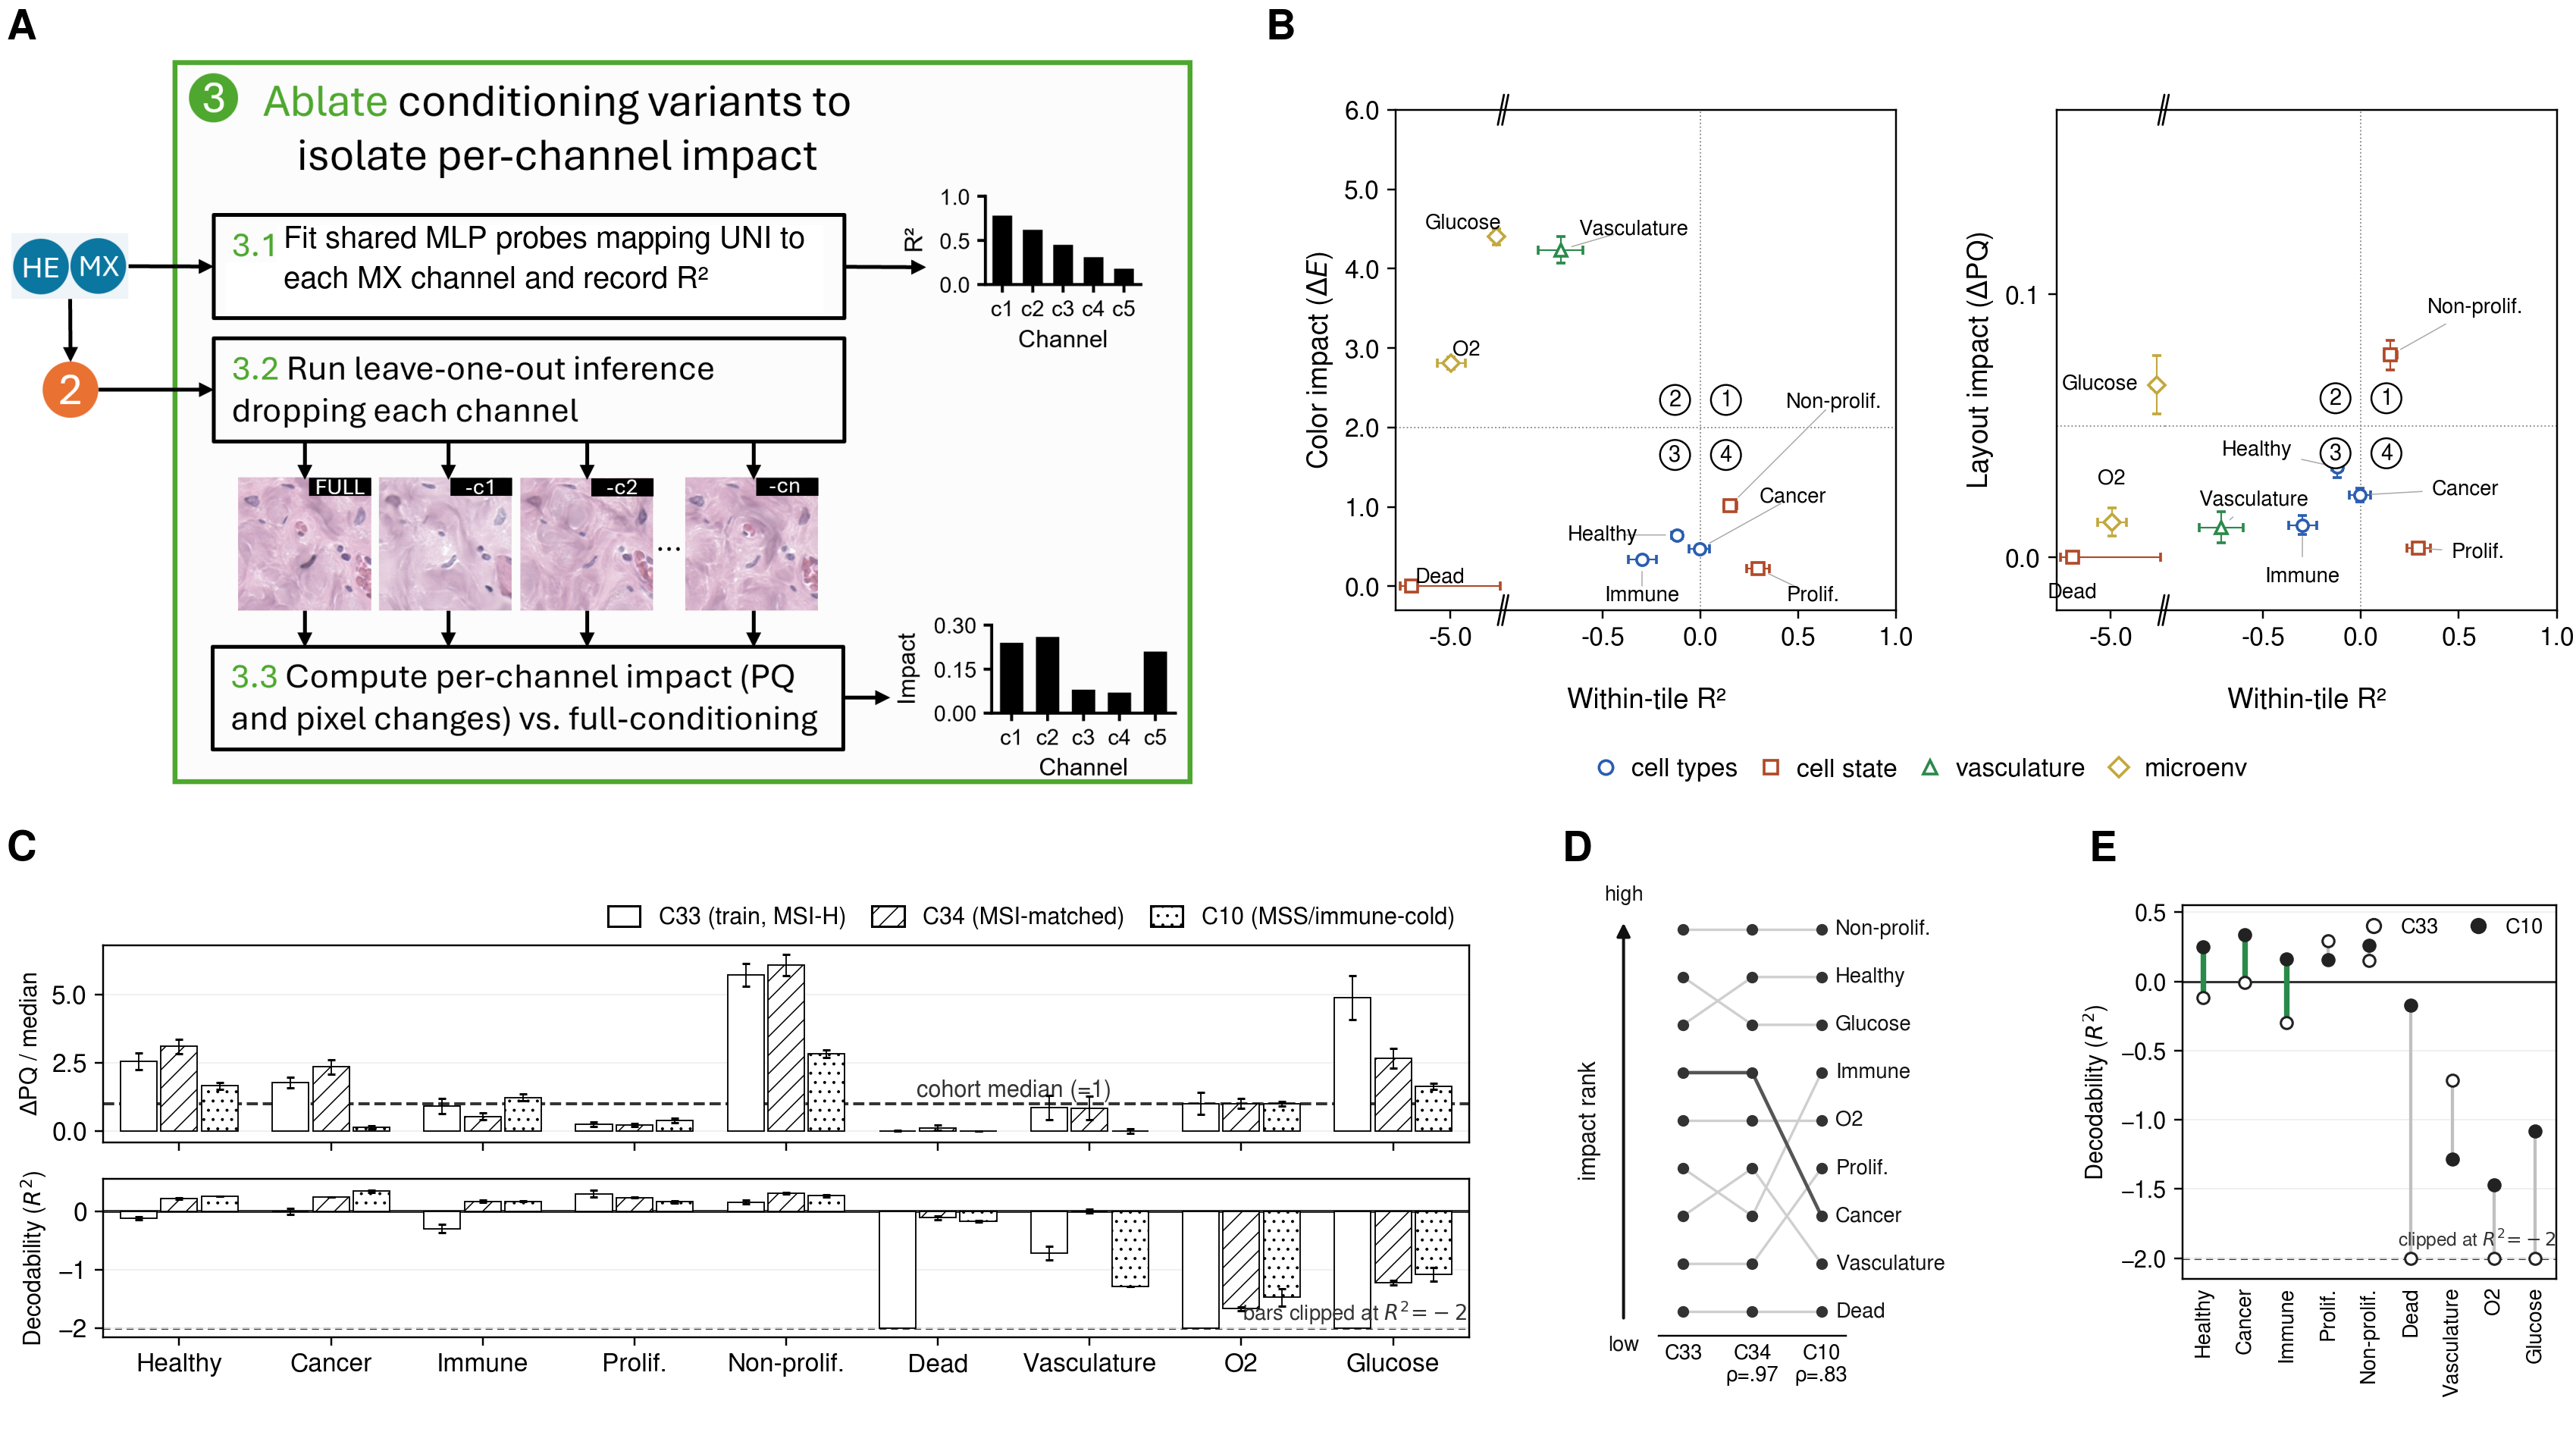 A
3 Ablate conditioning variants to
isolate per-channel impact
HE MX
2
3.1 Fit shared MLP probes mapping UNI to
each MX channel and record R²
R²
1.0
0.5
0.0
c1 c2 c3 c4 c5
Channel
3.2 Run leave-one-out inference
dropping each channel
FULL -c1 -c2 ... -cn
3.3 Compute per-channel impact (PQ
and pixel changes) vs. full-conditioning
Impact
0.30
0.15
0.00
c1 c2 c3 c4 c5
Channel
B
Color impact (ΔE)
6.0
5.0
4.0
3.0
2.0
1.0
0.0
Glucose
Vasculature
O2
2 1
3 4
Non-prolif.
Cancer
Healthy
Immune
Dead
Prolif.
-5.0 -0.5 0.0 0.5 1.0
Within-tile R²
Layout impact (ΔPQ)
0.1
0.0
Non-prolif.
Glucose
2 1
3 4
Healthy
O2
Vasculature
Cancer
Immune
Prolif.
Dead
-5.0 -0.5 0.0 0.5 1.0
Within-tile R²
cell types cell state vasculature microenv
C
C33 (train, MSI-H) C34 (MSI-matched) C10 (MSS/immune-cold)
ΔPQ / median
5.0
2.5
0.0
cohort median (=1)
Decodability (R²)
0
−1
−2
bars clipped at R² = − 2
Healthy Cancer Immune Prolif. Non-prolif. Dead Vasculature O2 Glucose
D
high
impact rank
low
Non-prolif.
Healthy
Glucose
Immune
O2
Prolif.
Cancer
Vasculature
Dead
C33 C34 C10
ρ=.97 ρ=.83
E
C33 C10
Decodability (R²)
0.5
0.0
−0.5
−1.0
−1.5
−2.0
clipped at R² = − 2
Healthy
Cancer
Immune
Prolif.
Non-prolif.
Dead
Vasculature
O2
Glucose